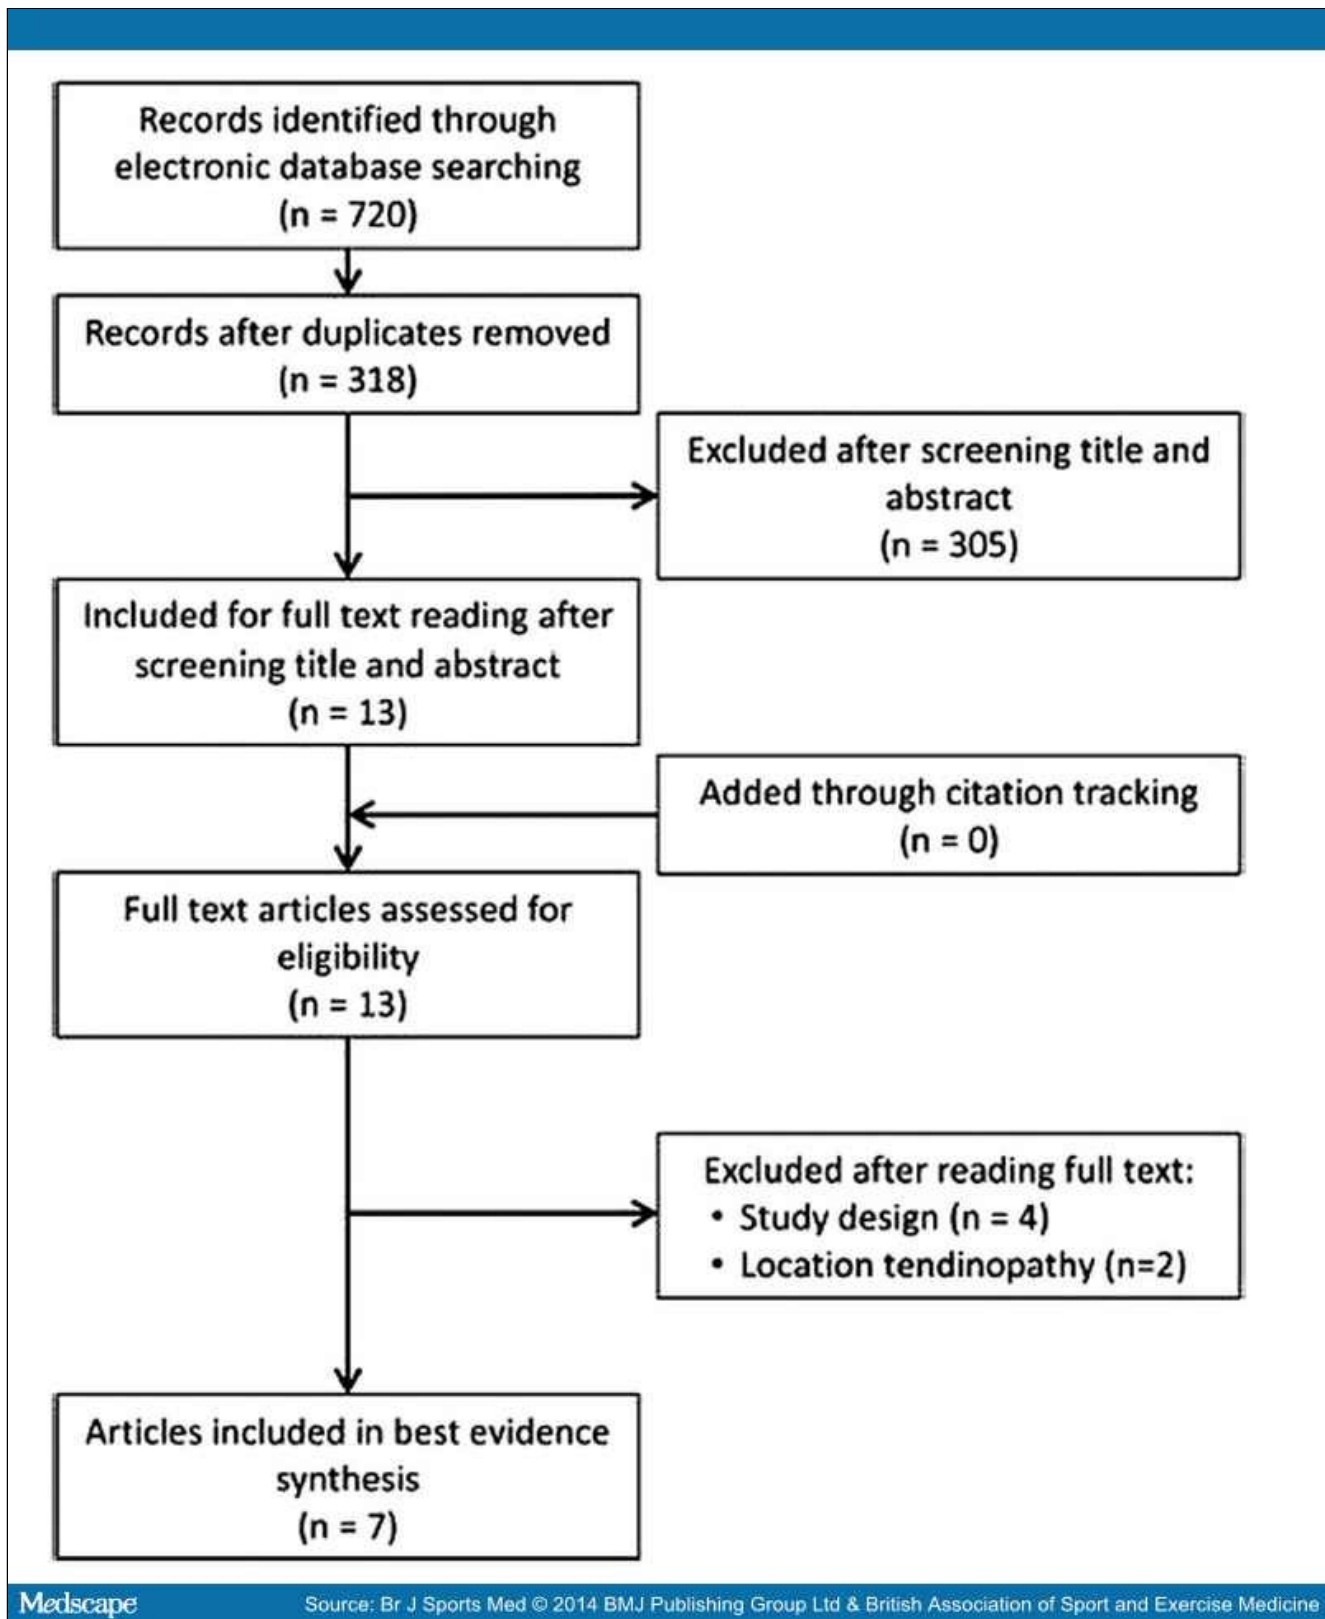 Records identified through
electronic database searching
(n = 720)
Records after duplicates removed
(n = 318)
Excluded after screening title and
abstract
(n = 305)
Included for full text reading after
screening title and abstract
(n = 13)
Added through citation tracking
(n = 0)
Full text articles assessed for
eligibility
(n = 13)
Excluded after reading full text:
• Study design (n = 4)
• Location tendinopathy (n=2)
Articles included in best evidence
synthesis
(n = 7)
Medscape
Source: Br J Sports Med © 2014 BMJ Publishing Group Ltd & British Association of Sport and Exercise Medicine